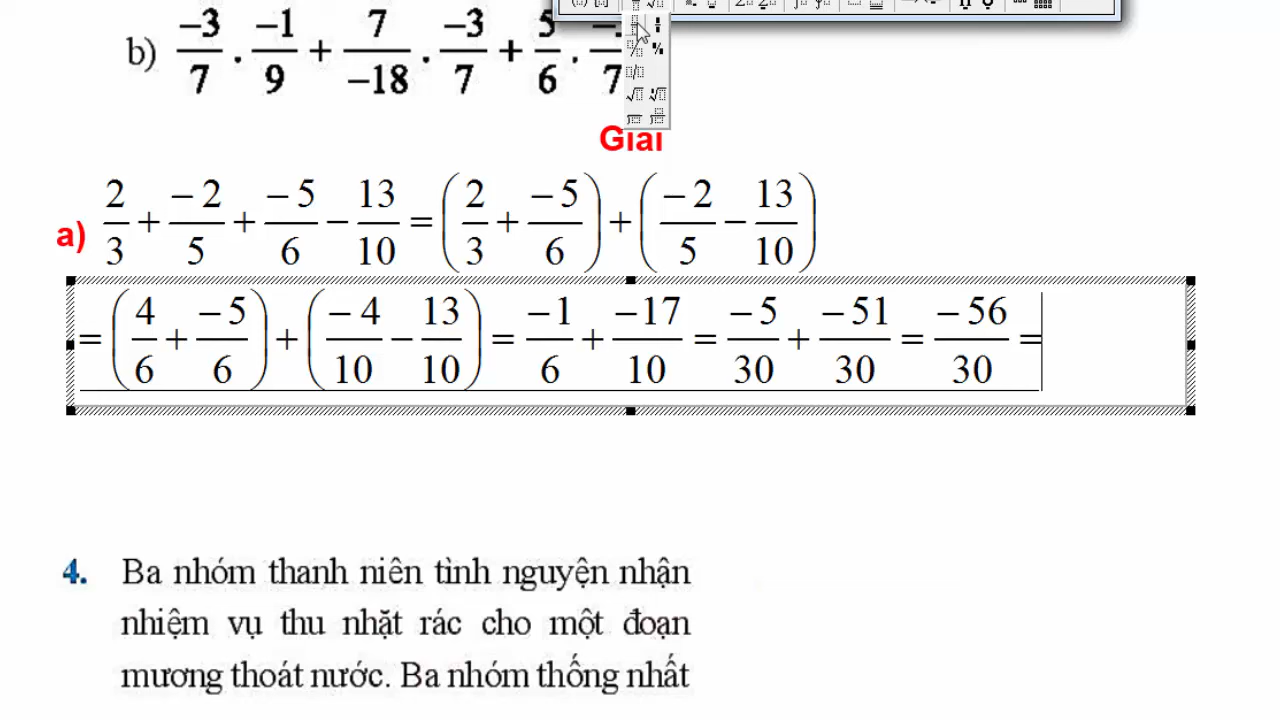 b) −3/7 . −1/9 + 7/−18 . −3/7 + 5/6 .
Giải
a) 2/3 + −2/5 + −5/6 − 13/10 = (2/3 + −5/6) + (−2/5 − 13/10)
= (4/6 + −5/6) + (−4/10 − 13/10) = −1/6 + −17/10 = −5/30 + −51/30 = −56/30 =
4. Ba nhóm thanh niên tình nguyện nhận
nhiệm vụ thu nhặt rác cho một đoạn
mương thoát nước. Ba nhóm thống nhất